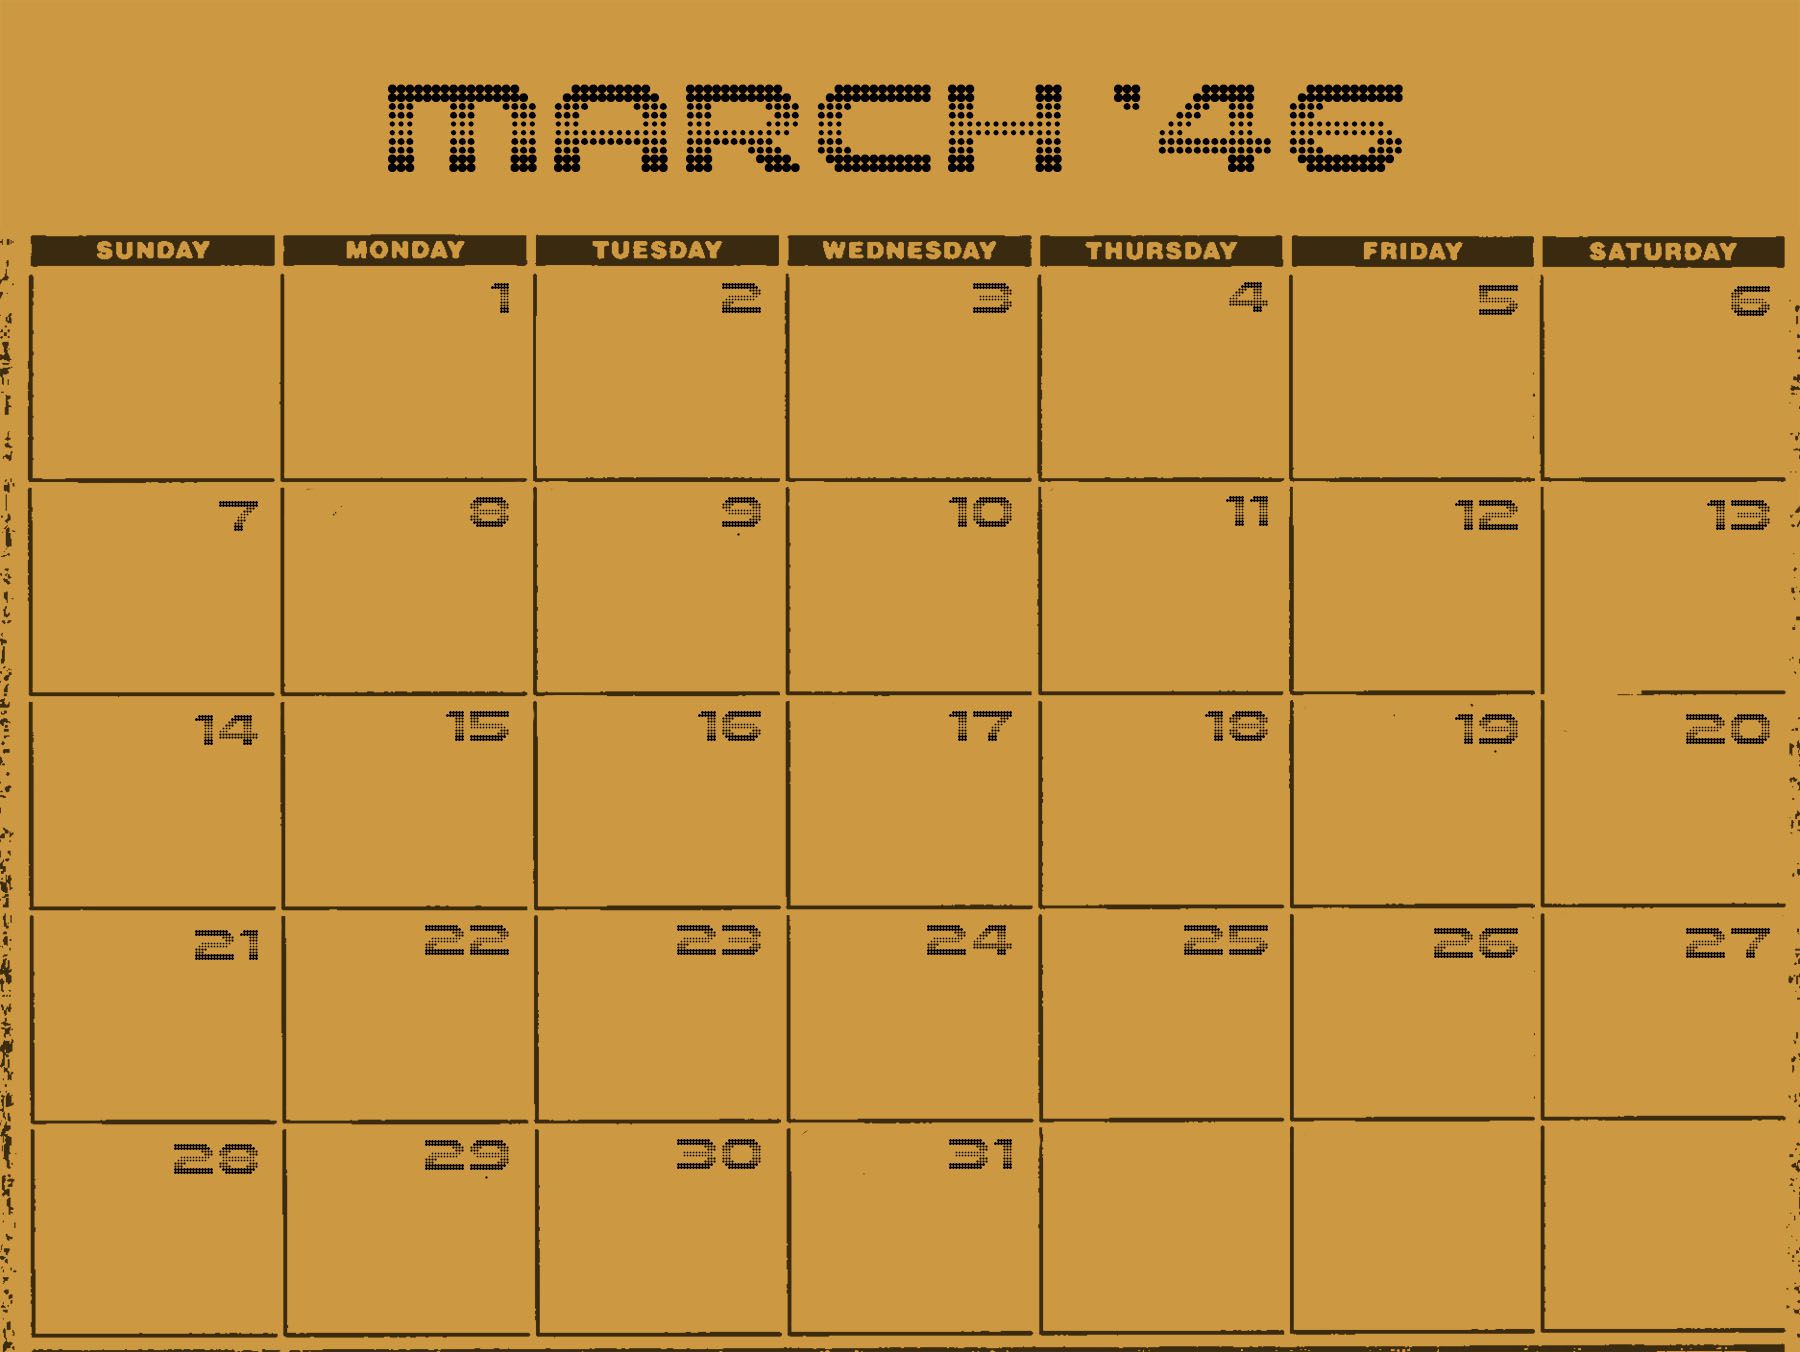 MARCH '46
SUNDAY MONDAY TUESDAY WEDNESDAY THURSDAY FRIDAY SATURDAY
1 2 3 4 5 6
7 8 9 10 11 12 13
14 15 16 17 18 19 20
21 22 23 24 25 26 27
28 29 30 31